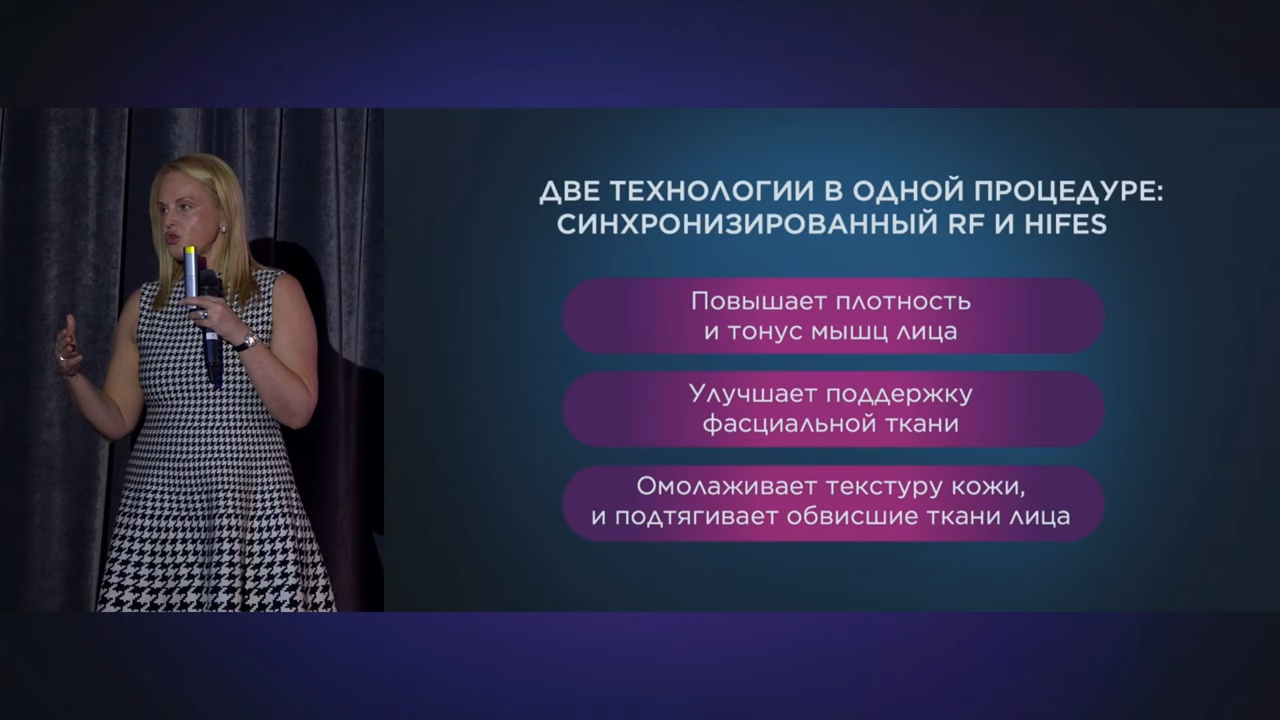 ДВЕ ТЕХНОЛОГИИ В ОДНОЙ ПРОЦЕДУРЕ:
СИНХРОНИЗИРОВАННЫЙ RF И HIFES
Повышает плотность
и тонус мышц лица
Улучшает поддержку
фасциальной ткани
Омолаживает текстуру кожи,
и подтягивает обвисшие ткани лица